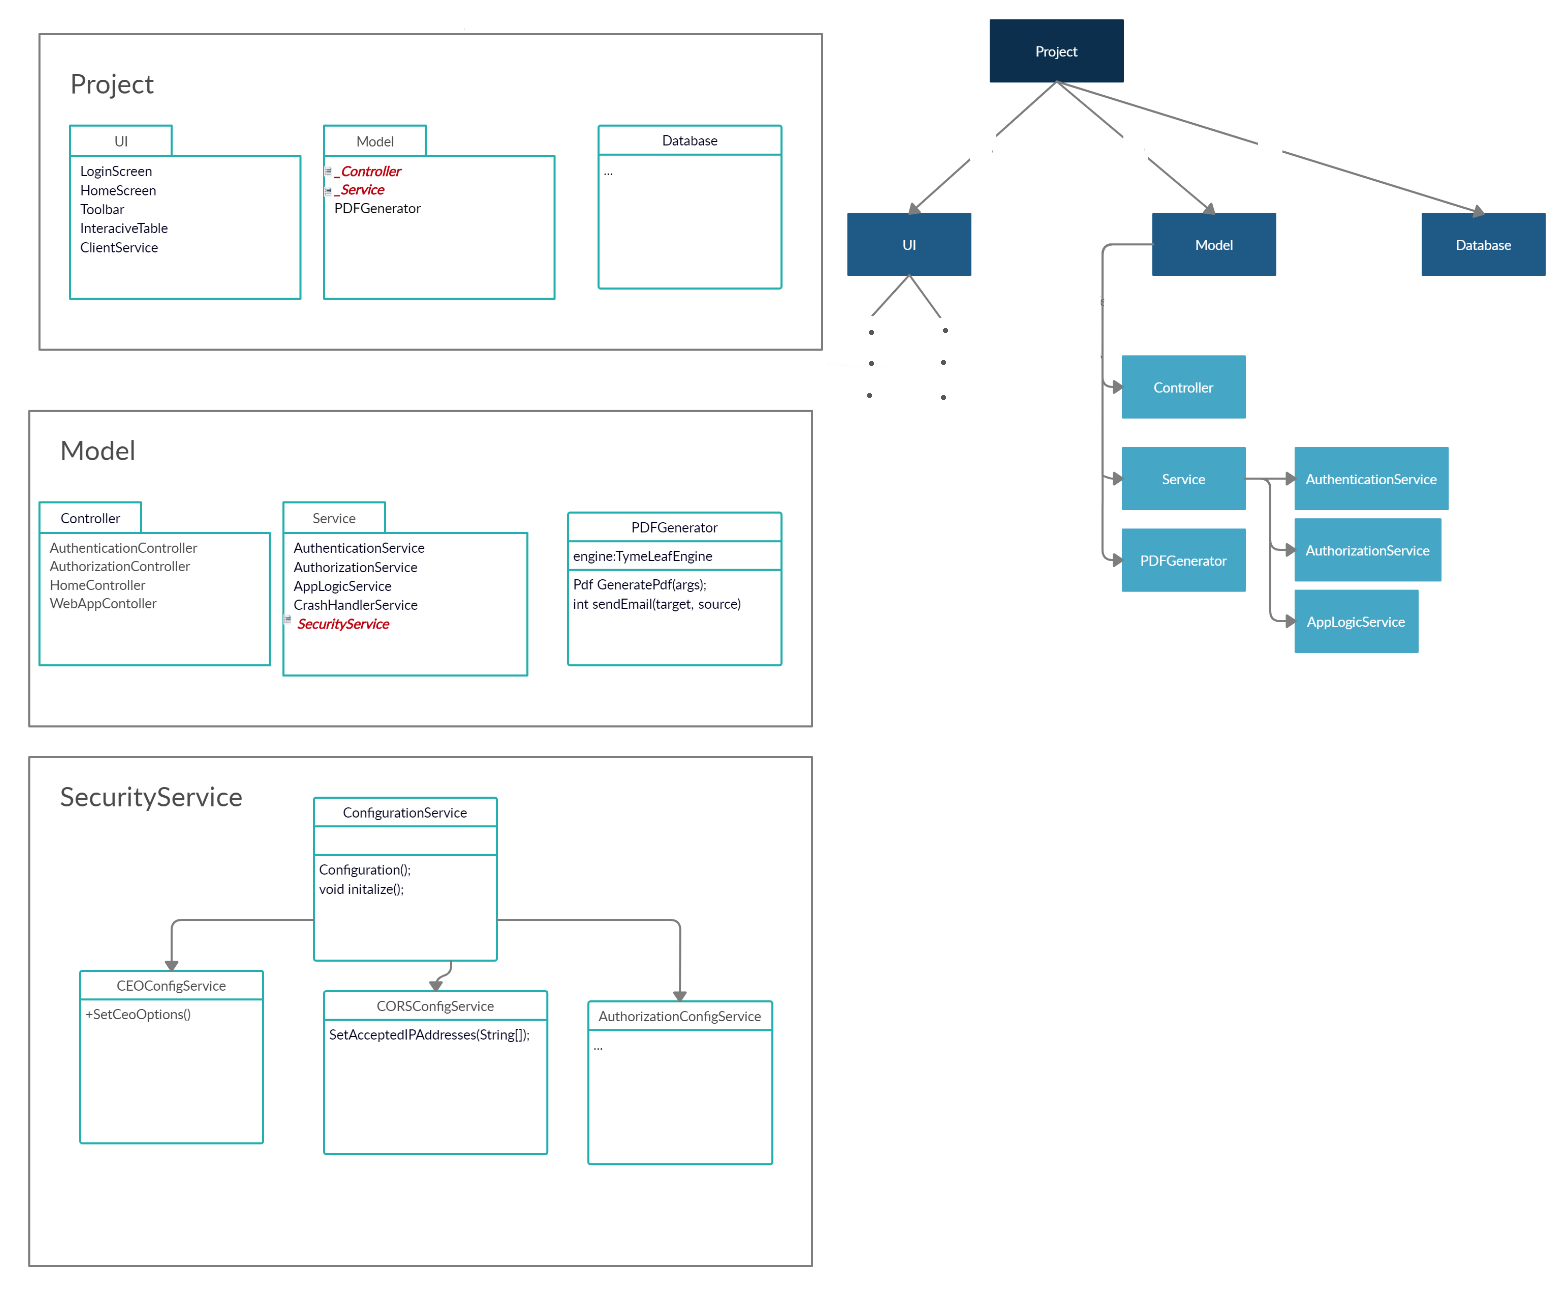 Project
UI
LoginScreen
HomeScreen
Toolbar
InteraciveTable
ClientService
Model
_Controller
_Service
PDFGenerator
Database
...
Model
Controller
AuthenticationController
AuthorizationController
HomeController
WebAppContoller
Service
AuthenticationService
AuthorizationService
AppLogicService
CrashHandlerService
SecurityService
PDFGenerator
engine:TymeLeafEngine
Pdf GeneratePdf(args);
int sendEmail(target, source)
SecurityService
ConfigurationService
Configuration();
void initalize();
CEOConfigService
+SetCeoOptions()
CORSConfigService
SetAcceptedIPAddresses(String[]);
AuthorizationConfigService
...
Project
UI
Model
Database
Controller
Service
PDFGenerator
AuthenticationService
AuthorizationService
AppLogicService